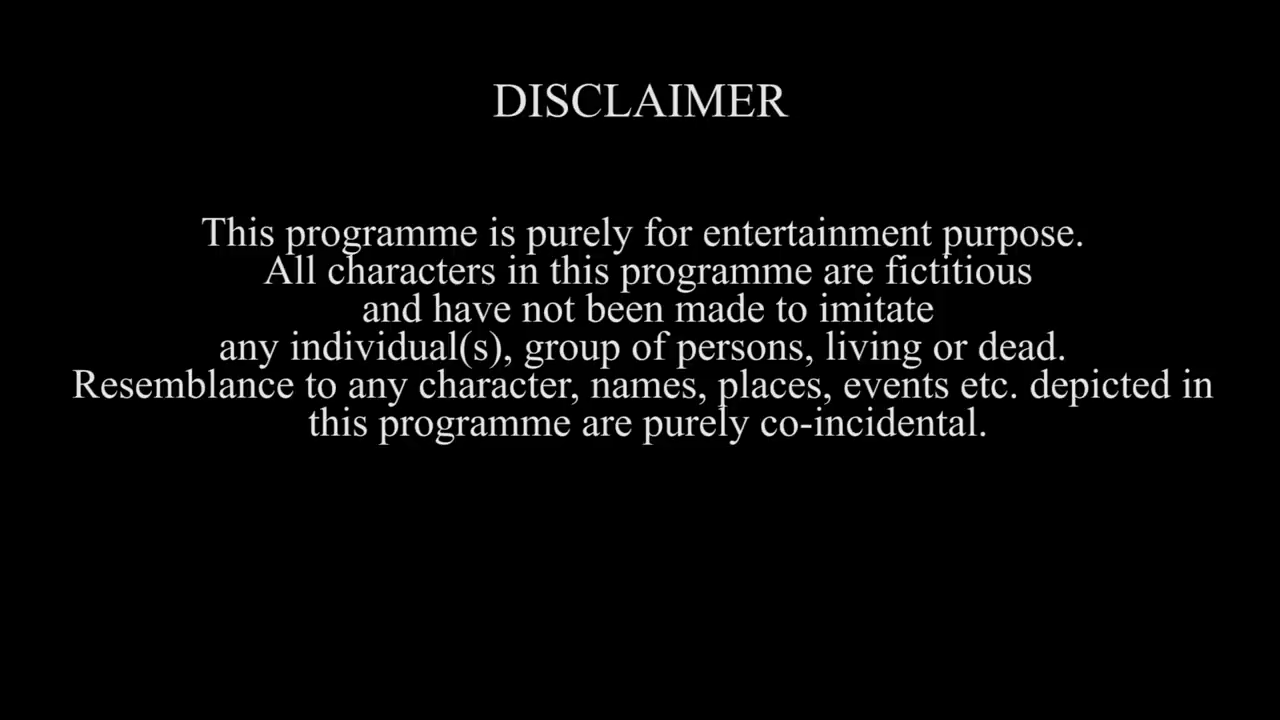 DISCLAIMER
This programme is purely for entertainment purpose.
All characters in this programme are fictitious
and have not been made to imitate
any individual(s), group of persons, living or dead.
Resemblance to any character, names, places, events etc. depicted in
this programme are purely co-incidental.